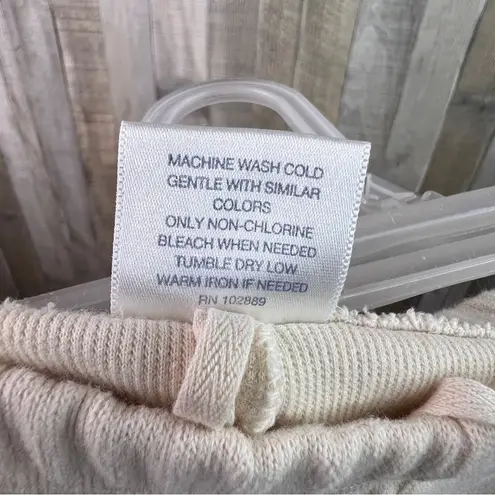 MACHINE WASH COLD
GENTLE WITH SIMILAR
COLORS
ONLY NON-CHLORINE
BLEACH WHEN NEEDED
TUMBLE DRY LOW
WARM IRON IF NEEDED
RN 102889